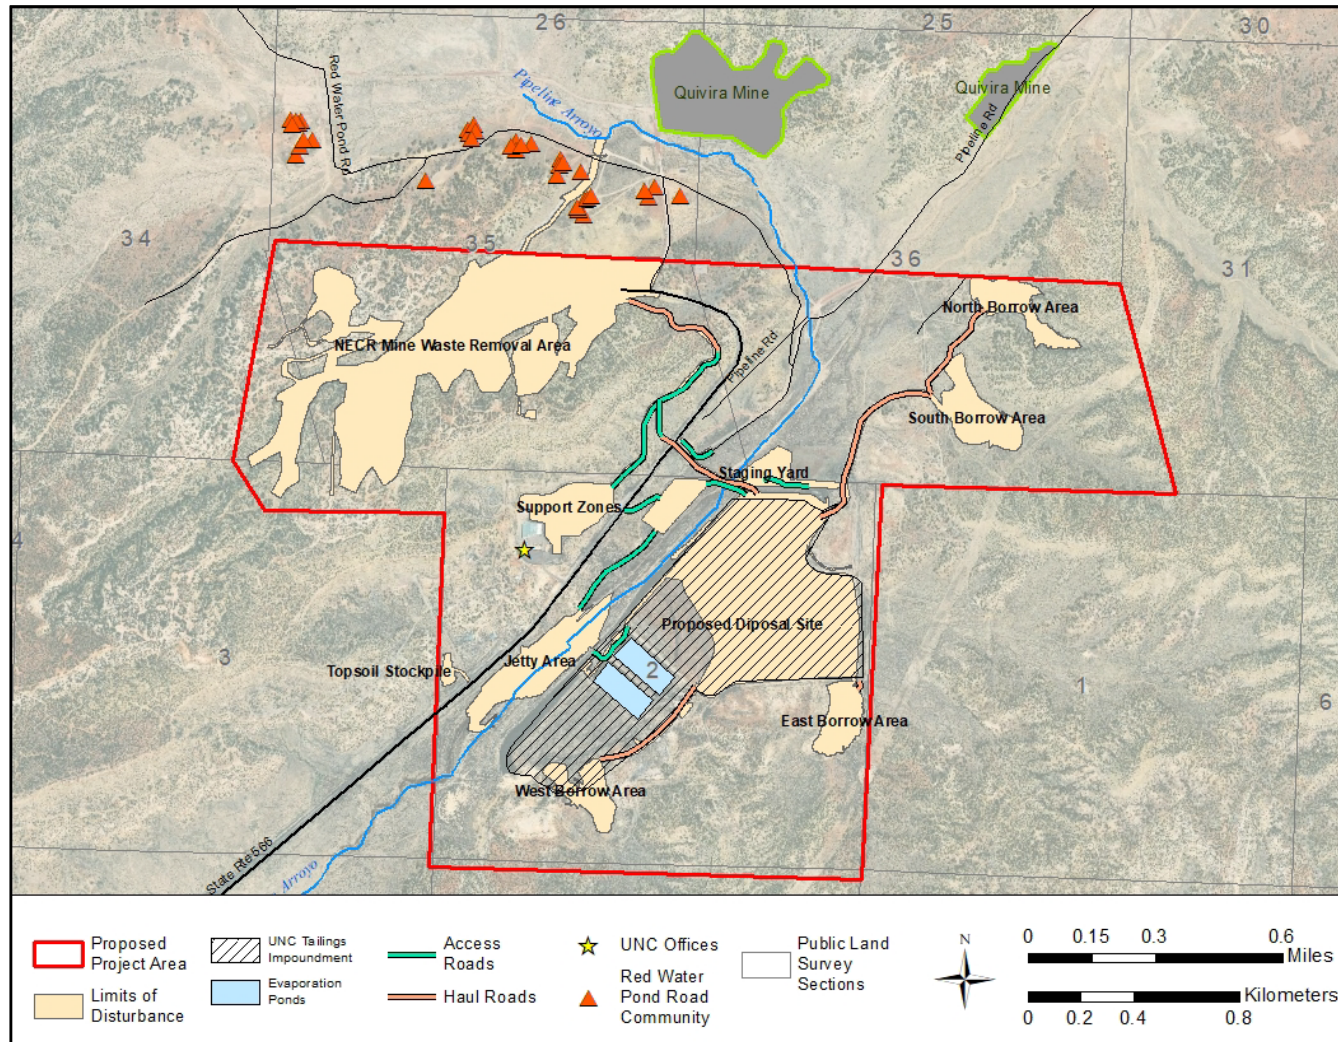 26
25
30
Red Water Pond Rd
Pipeline Arroyo
Quivira Mine
Quivira Mine
Pipeline Rd
34
35
36
31
North Borrow Area
NECR Mine Waste Removal Area
Pipeline Rd
South Borrow Area
Staging Yard
Support Zones
4
Proposed Diposal Site
3
Jetty Area
Topsoil Stockpile
2
1
6
East Borrow Area
West Borrow Area
State Rte 566
Arroyo
Proposed
Project Area
Limits of
Disturbance
UNC Tailings
Impoundment
Evaporation
Ponds
Access
Roads
Haul Roads
UNC Offices
Red Water
Pond Road
Community
Public Land
Survey
Sections
N
0 0.15 0.3 0.6
Miles
Kilometers
0 0.2 0.4 0.8